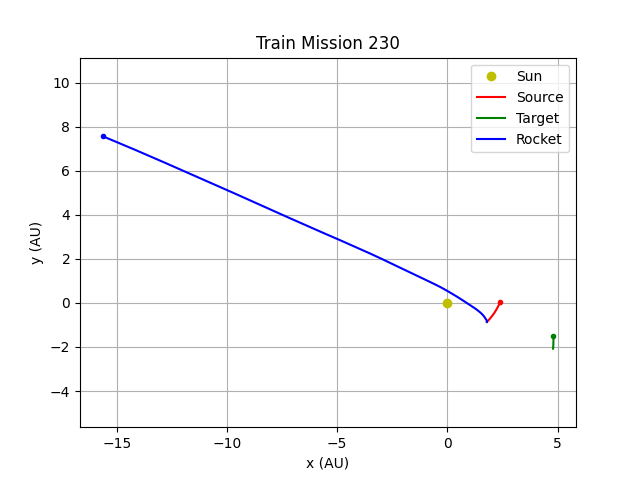 Train Mission 230
Sun
Source
Target
Rocket
y (AU)
10
8
6
4
2
0
−2
−4
−15
−10
−5
0
5
x (AU)